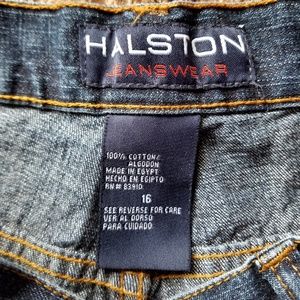 HALSTON
JEANSWEAR
100% COTTON/
ALGODON
MADE IN EGYPT
HECHO EN EGIPTO
RN# 83910
16
SEE REVERSE FOR CARE
VER AL DORSO
PARA CUIDADO